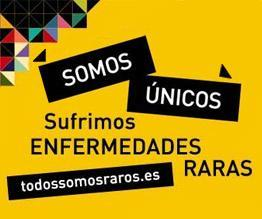 SOMOS
ÚNICOS
Sufrimos
ENFERMEDADES
RARAS
todossomosraros.es